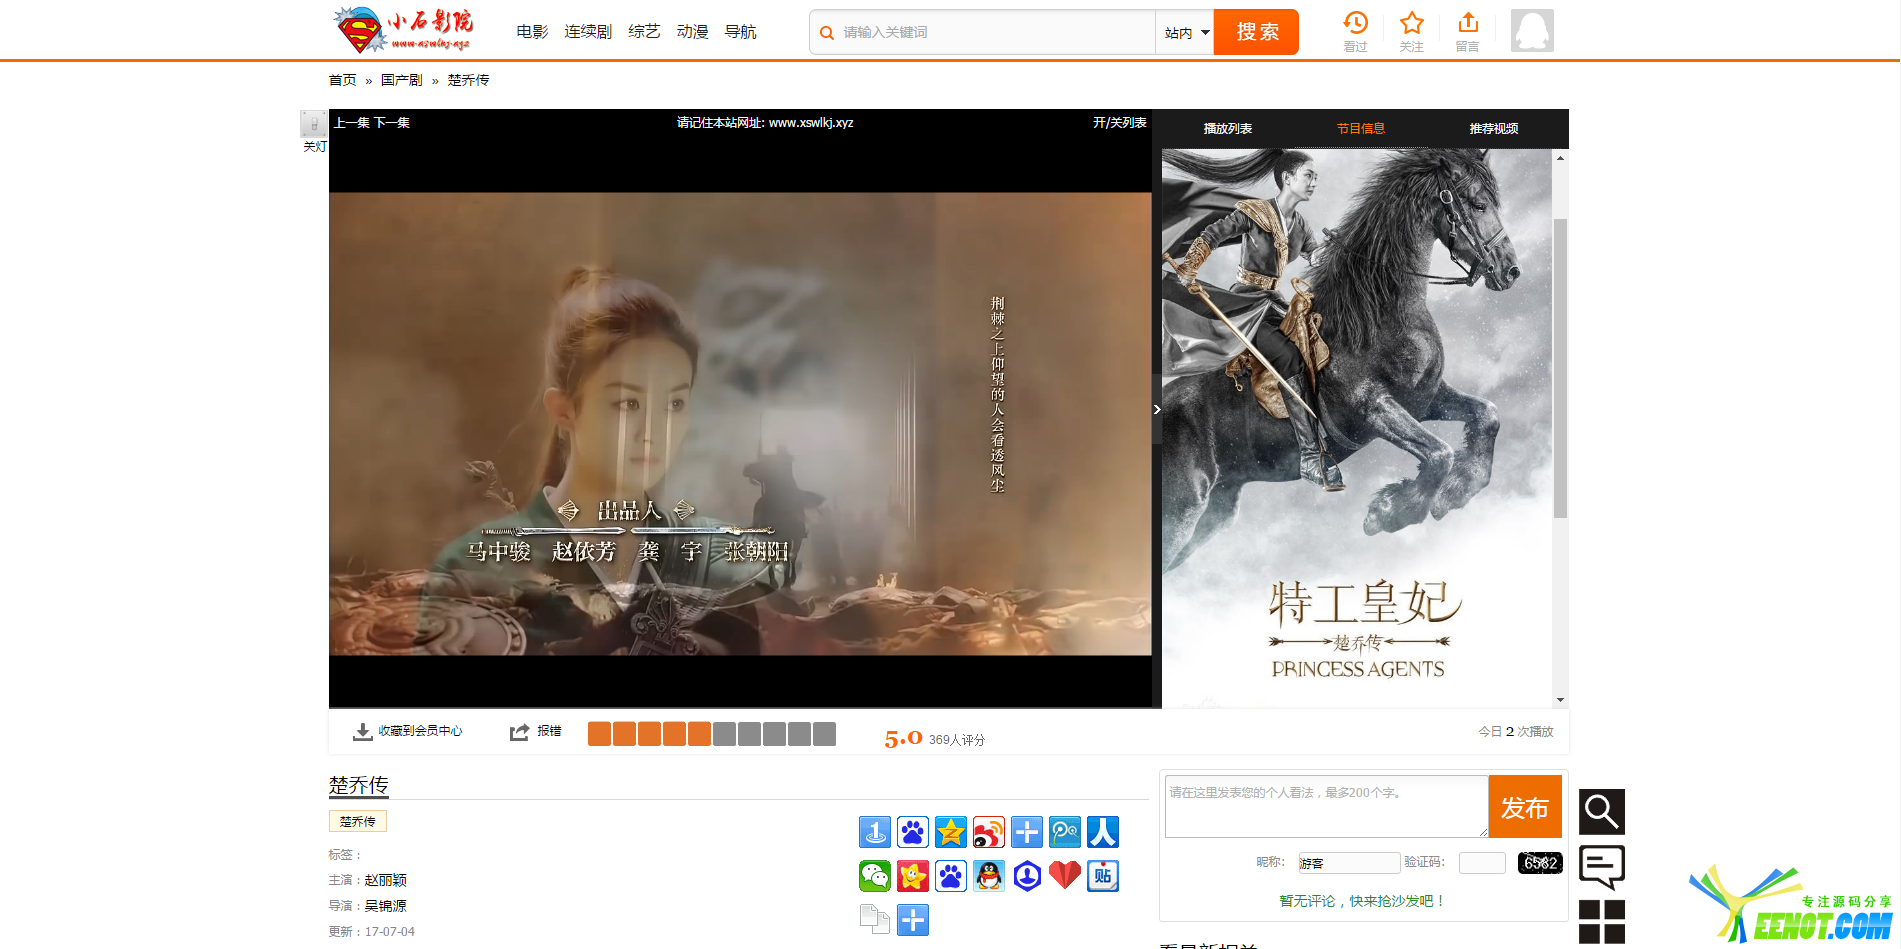 小石影院
www.xswlkj.xyz
电影 连续剧 综艺 动漫 导航
请输入关键词
站内
搜索
看过 关注 留言
首页 » 国产剧 » 楚乔传
关灯
上一集 下一集
请记住本站网址: www.xswlkj.xyz
开/关列表
播放列表 节目信息 推荐视频
荆棘之上仰望的人会看透风尘
出品人
马中骏 赵依芳 龚宇 张朝阳
特工皇妃
楚乔传
PRINCESS AGENTS
收藏到会员中心
报错
5.0 369人评分
今日 2 次播放
楚乔传
楚乔传
标签：
主演：赵丽颖
导演：吴锦源
更新：17-07-04
贴
请在这里发表您的个人看法，最多200个字。
发布
昵称： 游客 验证码： 6582
暂无评论，快来抢沙发吧！
专注源码分享
YEENOT.COM